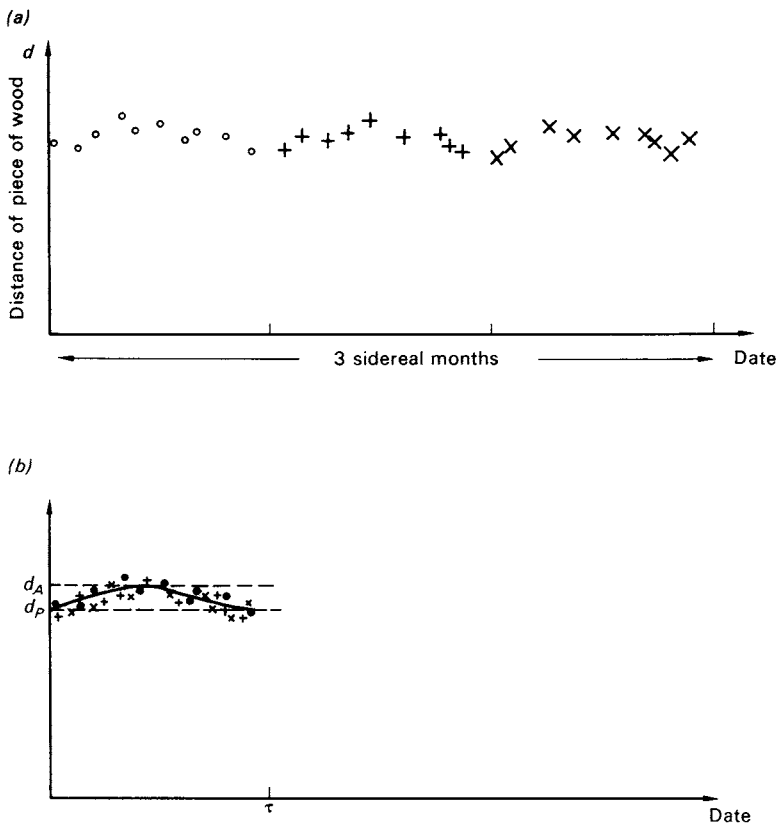 (a)
d
Distance of piece of wood
3 sidereal months
Date
(b)
d_A
d_P
τ
Date